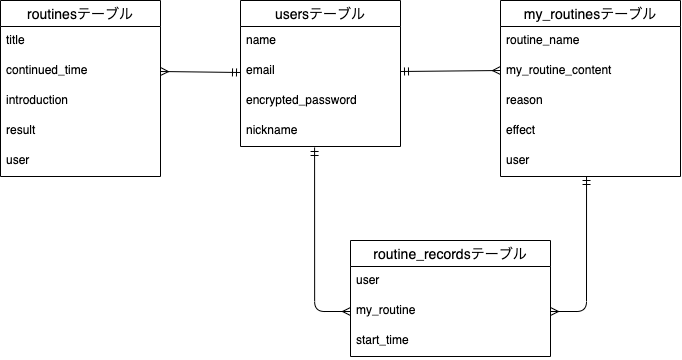 routinesテーブル
title
continued_time
introduction
result
user
usersテーブル
name
email
encrypted_password
nickname
my_routinesテーブル
routine_name
my_routine_content
reason
effect
user
routine_recordsテーブル
user
my_routine
start_time